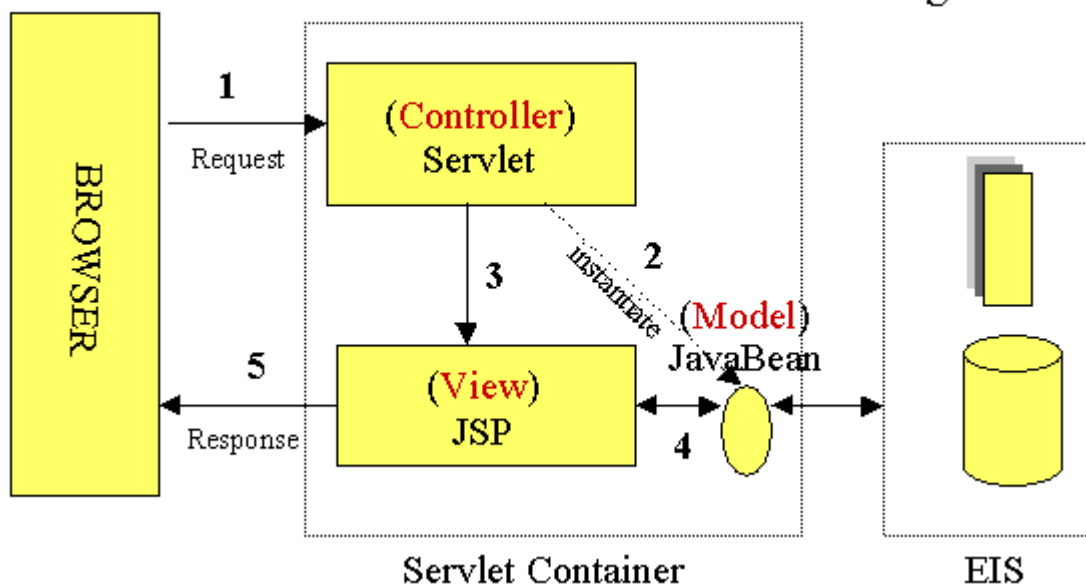 BROWSER
1
Request
(Controller)
Servlet
2
instantiate
3
(Model)
JavaBean
5
Response
(View)
JSP
4
Servlet Container
EIS